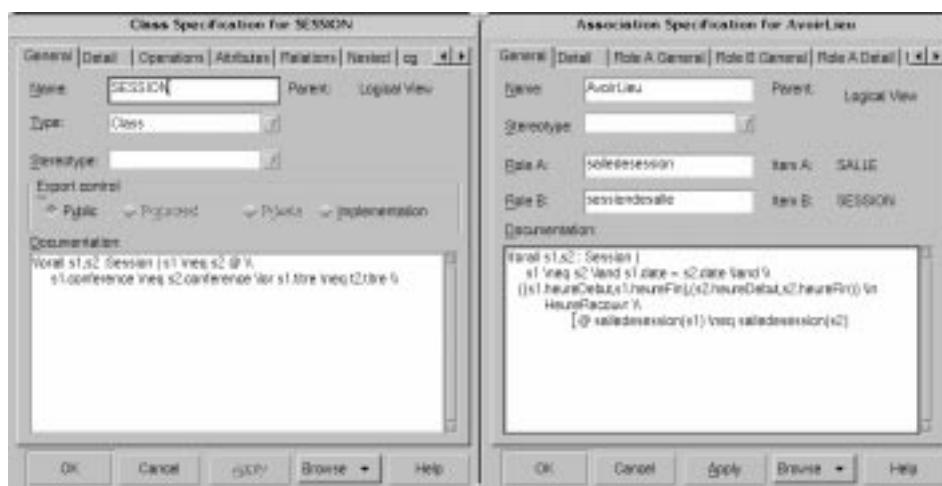 Class Specification for SESSION
General Detail Operations Attributes Relations Nested cg
Name: SESSION Parent: Logical View
Type: Class
Stereotype:
Export control
Public Protected Private Implementation
Documentation:
\forall s1,s2 :Session | s1 \neq s2 @ \\
s1.conference \neq s2.conference \lor s1.titre \neq t2.titre \\
OK Cancel Apply Browse Help
Association Specification for AvoirLieu
General Detail Role A General Role B General Role A Detail
Name: AvoirLieu Parent: Logical View
Stereotype:
Role A: salledesession Item A: SALLE
Role B: sessiondesalle Item B: SESSION
Documentation:
\forall s1,s2 : Session |
s1 \neq s2 \land s1.date = s2.date \land \\
((s1.heureDebut,s1.heureFin),(s2.heureDebut,s2.heureFin)) \in
HeureRecouvr \\
@ salledesession(s1) \neq salledesession(s2)
OK Cancel Apply Browse Help